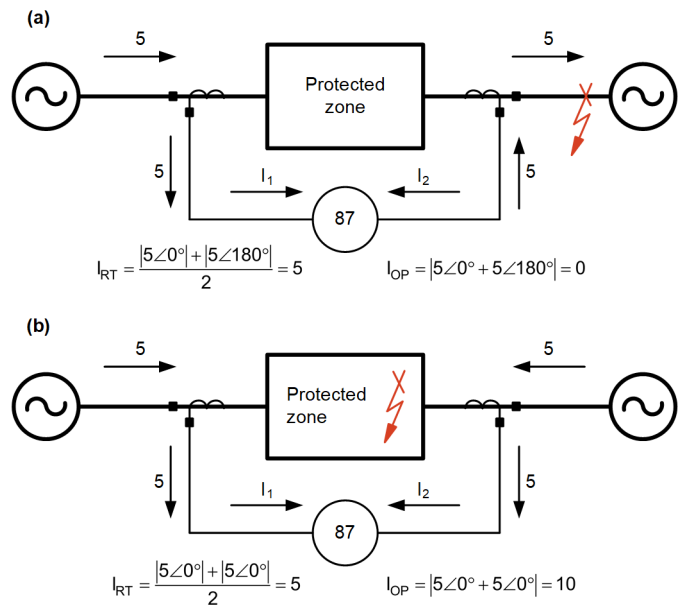 (a)
5
5
Protected
zone
5
I₁
I₂
5
87
I_RT = |5∠0°|+|5∠180°| / 2 = 5
I_OP = |5∠0° + 5∠180°| = 0
(b)
5
5
Protected
zone
5
I₁
I₂
5
87
I_RT = |5∠0°|+|5∠0°| / 2 = 5
I_OP = |5∠0° + 5∠0°| = 10